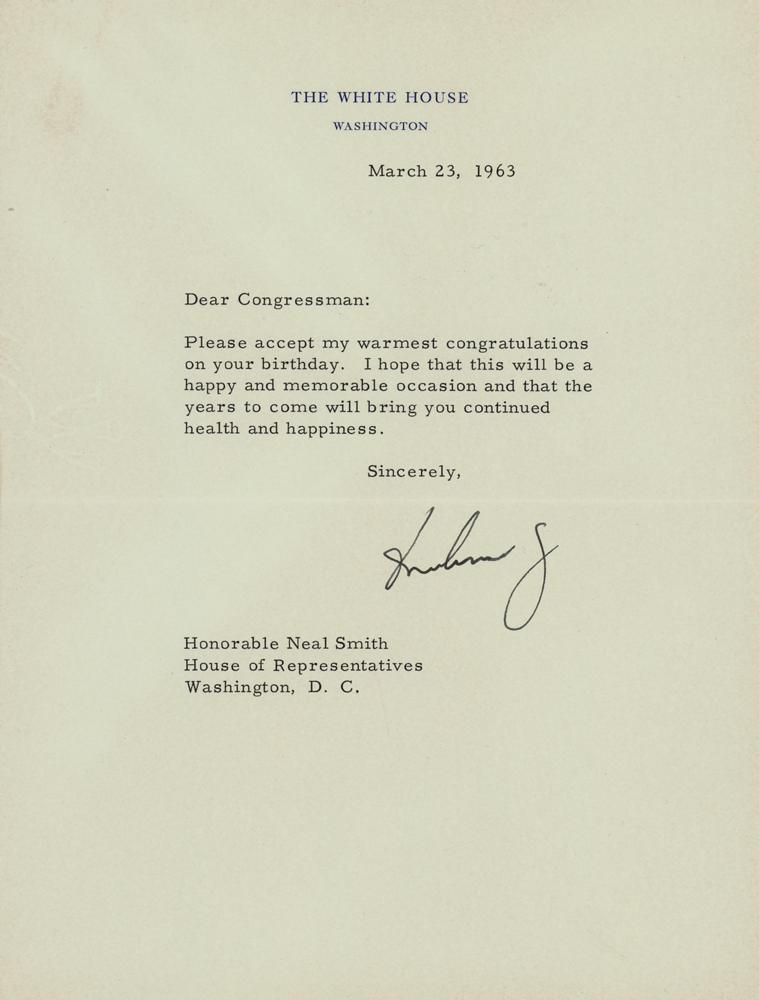 THE WHITE HOUSE
WASHINGTON
March 23, 1963
Dear Congressman:
Please accept my warmest congratulations
on your birthday. I hope that this will be a
happy and memorable occasion and that the
years to come will bring you continued
health and happiness.
Sincerely,
Honorable Neal Smith
House of Representatives
Washington, D. C.